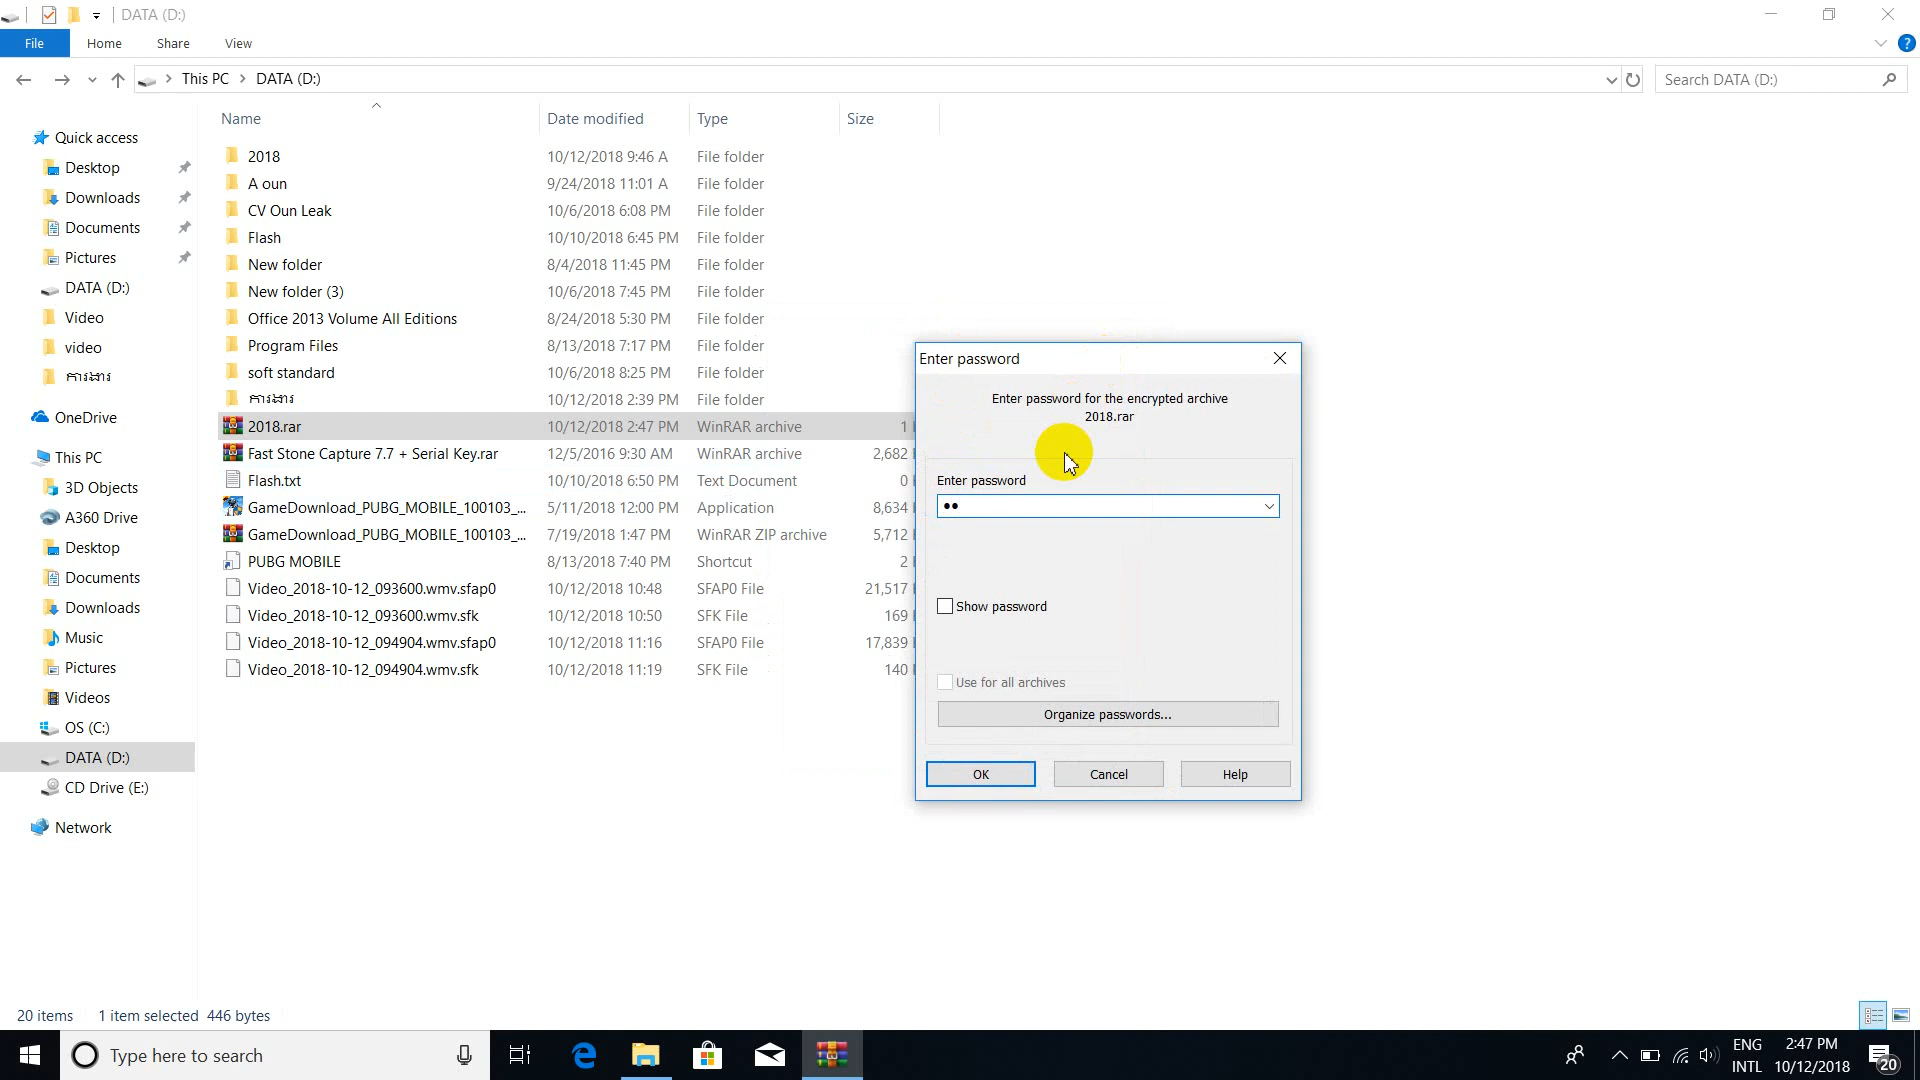 DATA (D:)
File Home Share View
This PC DATA (D:) Search DATA (D:)
Name Date modified Type Size
Quick access
Desktop
Downloads
Documents
Pictures
DATA (D:)
Video
video
ការងារ
OneDrive
This PC
3D Objects
A360 Drive
Desktop
Documents
Downloads
Music
Pictures
Videos
OS (C:)
DATA (D:)
CD Drive (E:)
Network
2018 10/12/2018 9:46 A File folder
A oun 9/24/2018 11:01 A File folder
CV Oun Leak 10/6/2018 6:08 PM File folder
Flash 10/10/2018 6:45 PM File folder
New folder 8/4/2018 11:45 PM File folder
New folder (3) 10/6/2018 7:45 PM File folder
Office 2013 Volume All Editions 8/24/2018 5:30 PM File folder
Program Files 8/13/2018 7:17 PM File folder
soft standard 10/6/2018 8:25 PM File folder
ការងារ 10/12/2018 2:39 PM File folder
2018.rar 10/12/2018 2:47 PM WinRAR archive 1
Fast Stone Capture 7.7 + Serial Key.rar 12/5/2016 9:30 AM WinRAR archive 2,682
Flash.txt 10/10/2018 6:50 PM Text Document 0
GameDownload_PUBG_MOBILE_100103_... 5/11/2018 12:00 PM Application 8,634
GameDownload_PUBG_MOBILE_100103_... 7/19/2018 1:47 PM WinRAR ZIP archive 5,712
PUBG MOBILE 8/13/2018 7:40 PM Shortcut 2
Video_2018-10-12_093600.wmv.sfap0 10/12/2018 10:48 SFAP0 File 21,517
Video_2018-10-12_093600.wmv.sfk 10/12/2018 10:50 SFK File 169
Video_2018-10-12_094904.wmv.sfap0 10/12/2018 11:16 SFAP0 File 17,839
Video_2018-10-12_094904.wmv.sfk 10/12/2018 11:19 SFK File 140
Enter password
Enter password for the encrypted archive
2018.rar
Enter password
Show password
Use for all archives
Organize passwords...
OK Cancel Help
20 items 1 item selected 446 bytes
Type here to search
ENG 2:47 PM
INTL 10/12/2018
20